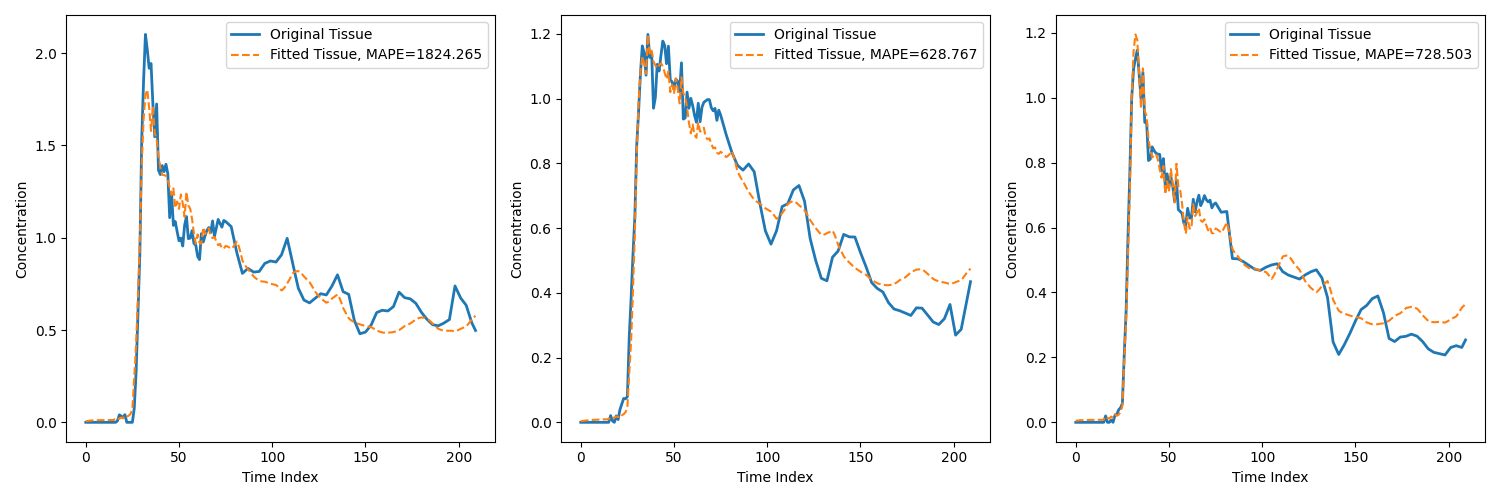 Original Tissue
Fitted Tissue, MAPE=1824.265
Concentration
2.0
1.5
1.0
0.5
0.0
0 50 100 150 200
Time Index
Original Tissue
Fitted Tissue, MAPE=628.767
Concentration
1.2
1.0
0.8
0.6
0.4
0.2
0.0
0 50 100 150 200
Time Index
Original Tissue
Fitted Tissue, MAPE=728.503
Concentration
1.2
1.0
0.8
0.6
0.4
0.2
0.0
0 50 100 150 200
Time Index